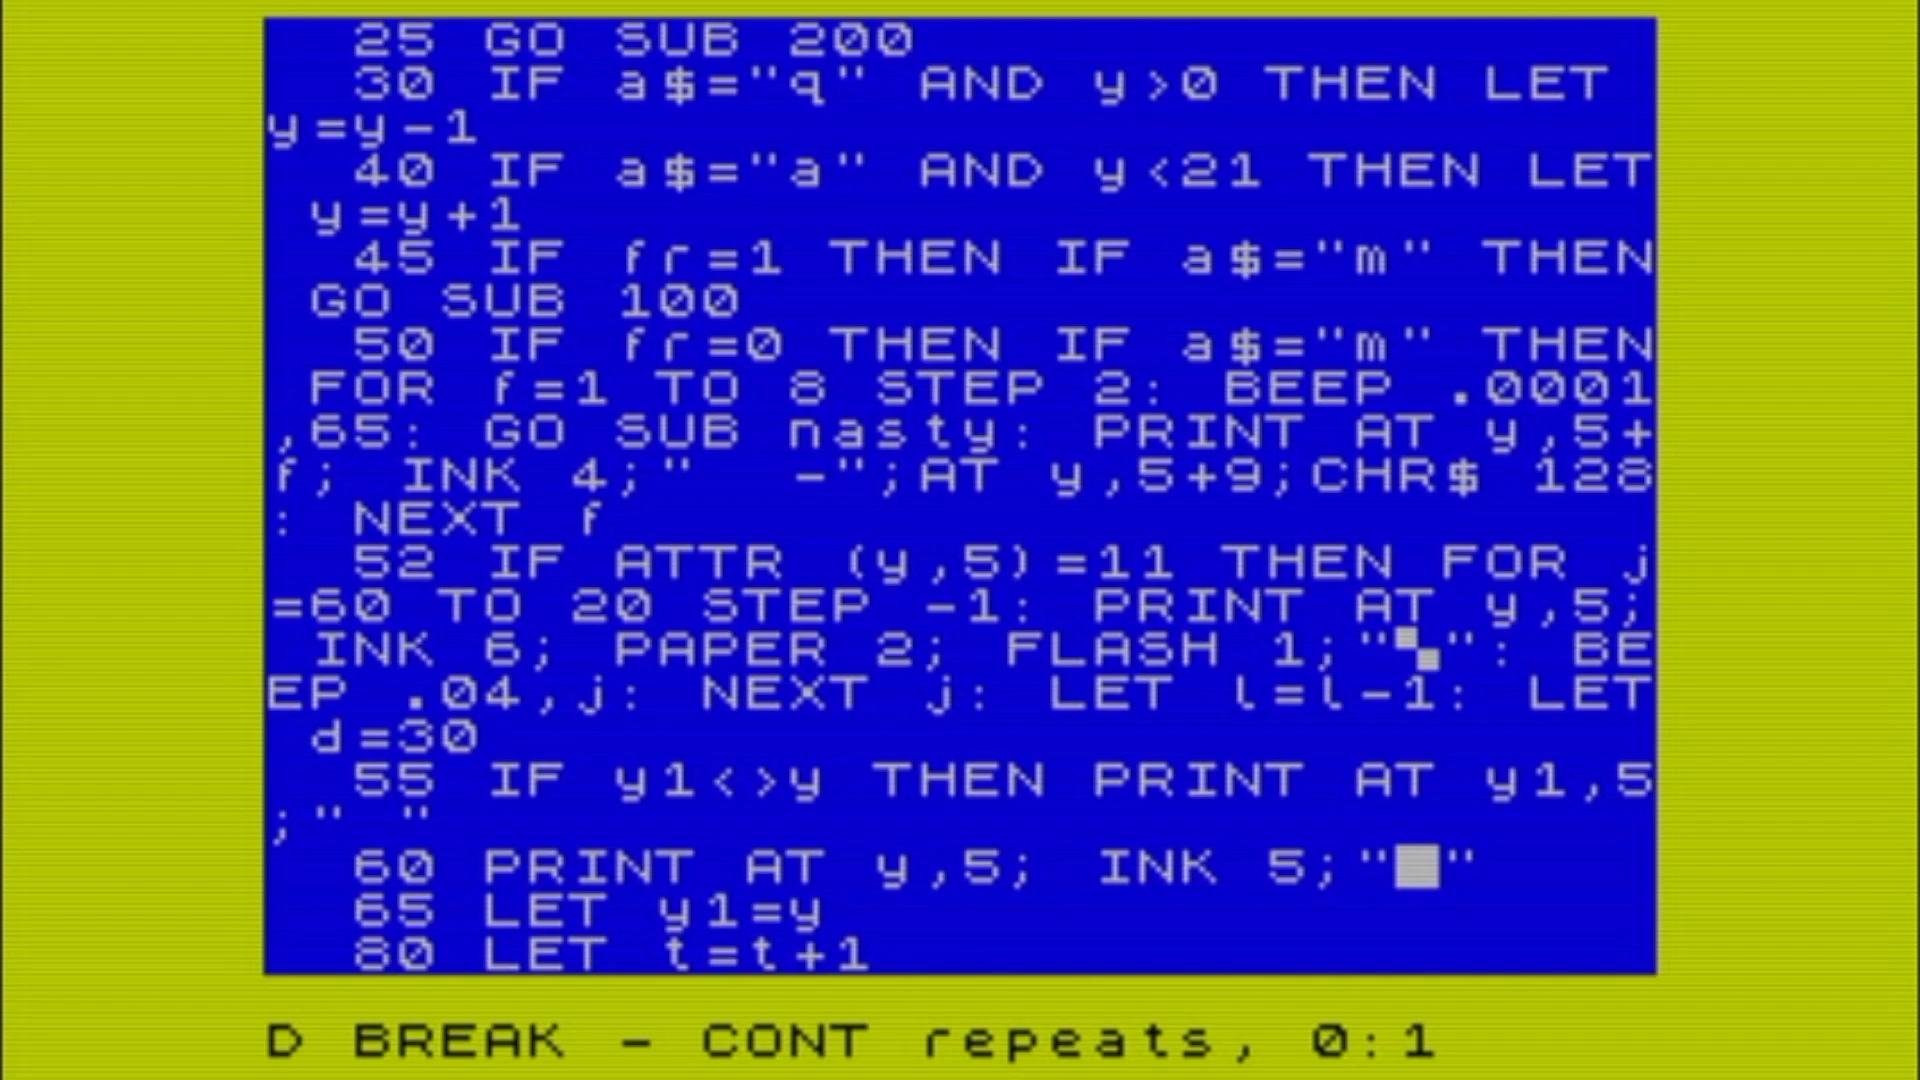 25 GO SUB 200
30 IF a$="q" AND y>0 THEN LET
y=y-1
40 IF a$="a" AND y<21 THEN LET
y=y+1
45 IF fr=1 THEN IF a$="m" THEN
GO SUB 100
50 IF fr=0 THEN IF a$="m" THEN
FOR f=1 TO 8 STEP 2: BEEP .0001
,65: GO SUB nasty: PRINT AT y,5+
f; INK 4;"  -";AT y,5+9;CHR$ 128
: NEXT f
52 IF ATTR (y,5)=11 THEN FOR j
=60 TO 20 STEP -1: PRINT AT y,5;
INK 6; PAPER 2; FLASH 1;"▚": BE
EP .04,j: NEXT j: LET l=l-1: LET
d=30
55 IF y1<>y THEN PRINT AT y1,5
;" "
60 PRINT AT y,5; INK 5;"█"
65 LET y1=y
80 LET t=t+1
D BREAK - CONT repeats, 0:1